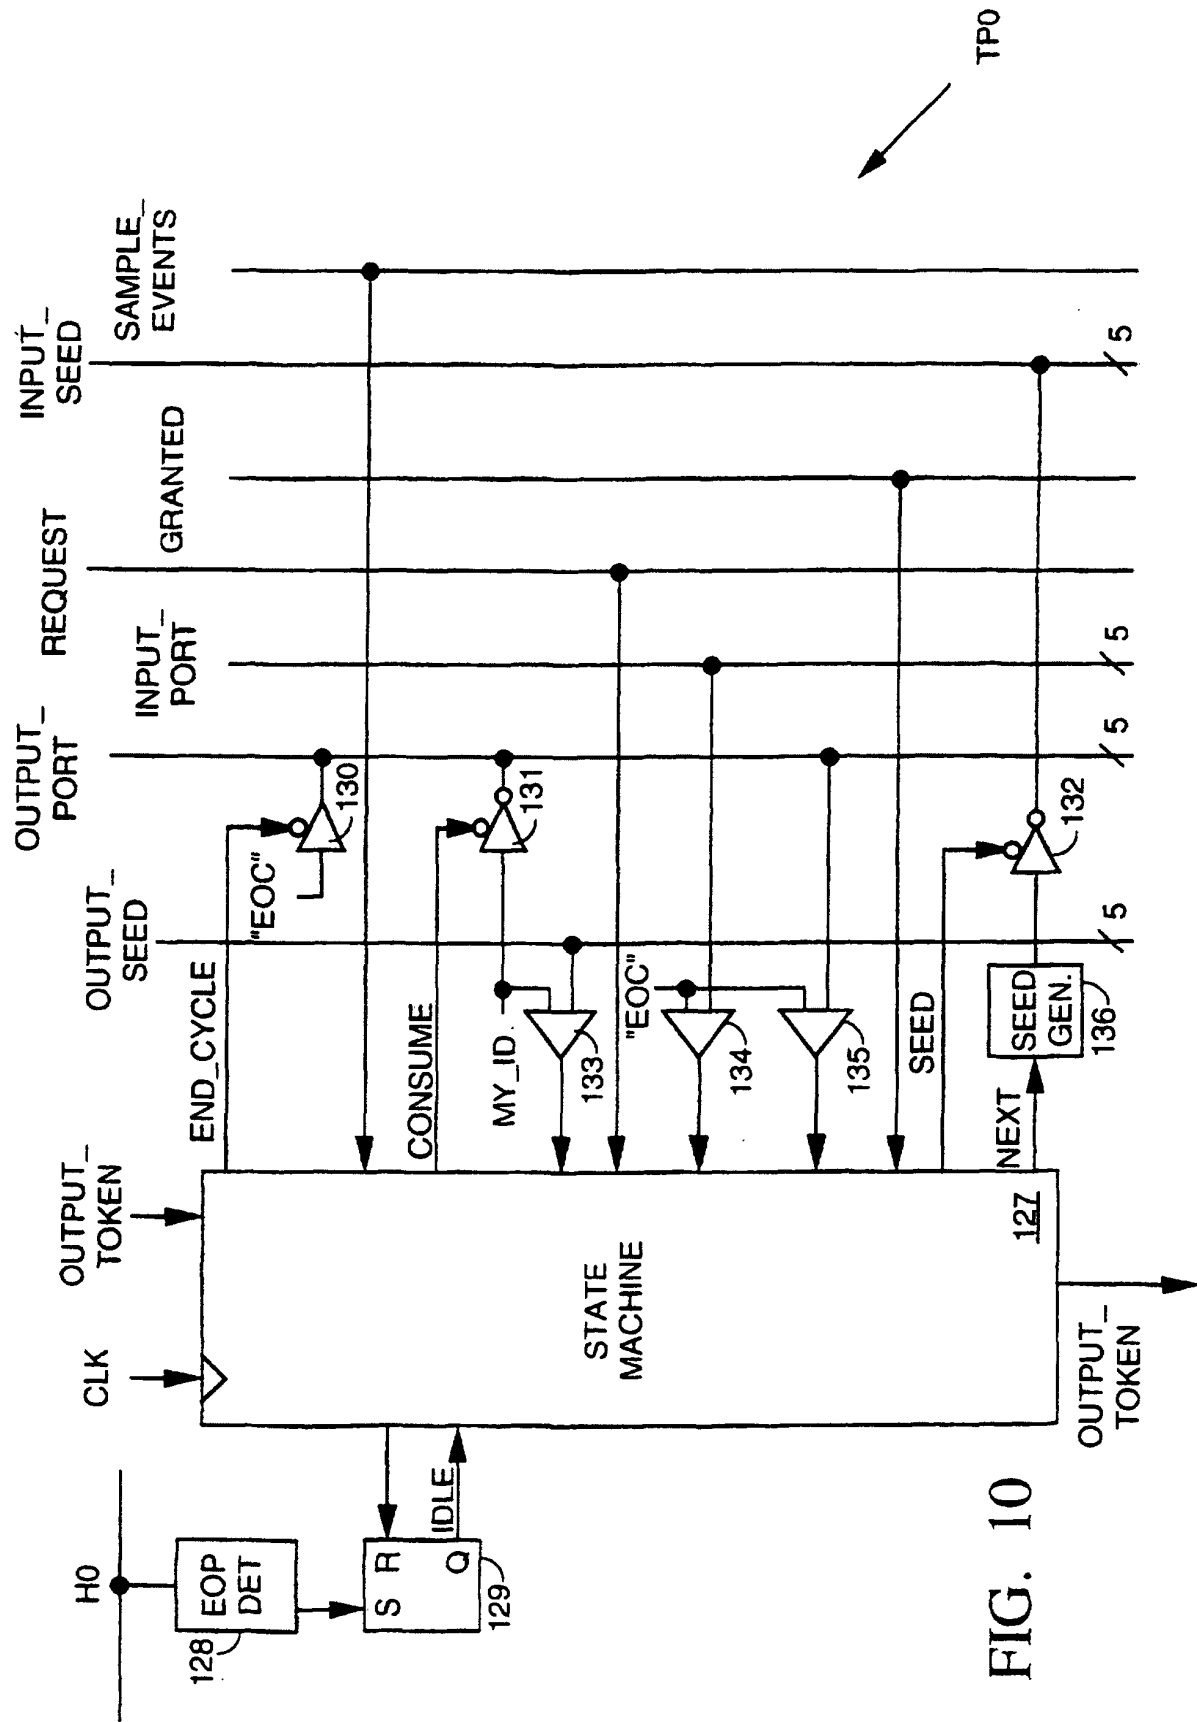 H0
CLK
OUTPUT_
TOKEN
OUTPUT_
SEED
OUTPUT_
PORT
INPUT_
PORT
REQUEST
GRANTED
INPUT_
SEED
SAMPLE_
EVENTS
EOP
DET
128
S R
Q
129
IDLE
END_CYCLE
"EOC"
130
CONSUME
131
MY_ID
133
STATE
MACHINE
127
"EOC"
134
135
SEED
NEXT
SEED
GEN.
136
132
5
5
5
5
OUTPUT_
TOKEN
TP0
FIG. 10